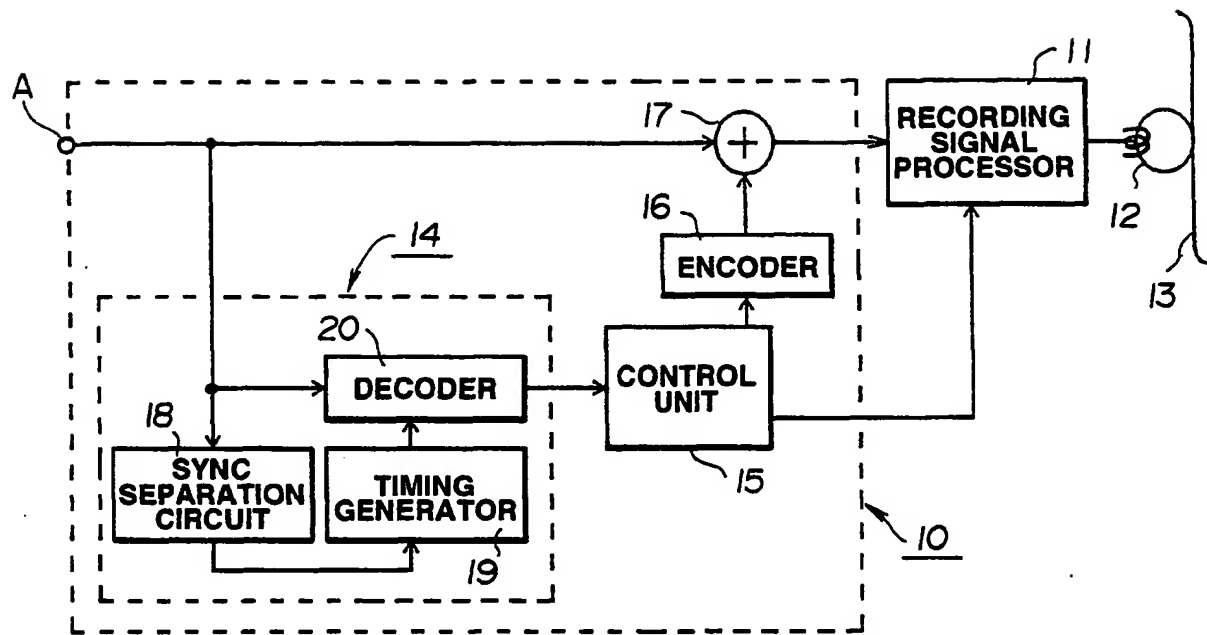 A
11
RECORDING
SIGNAL
PROCESSOR
17
+
12
13
16
ENCODER
14
20
DECODER
CONTROL
UNIT
15
18
SYNC
SEPARATION
CIRCUIT
TIMING
GENERATOR
19
10